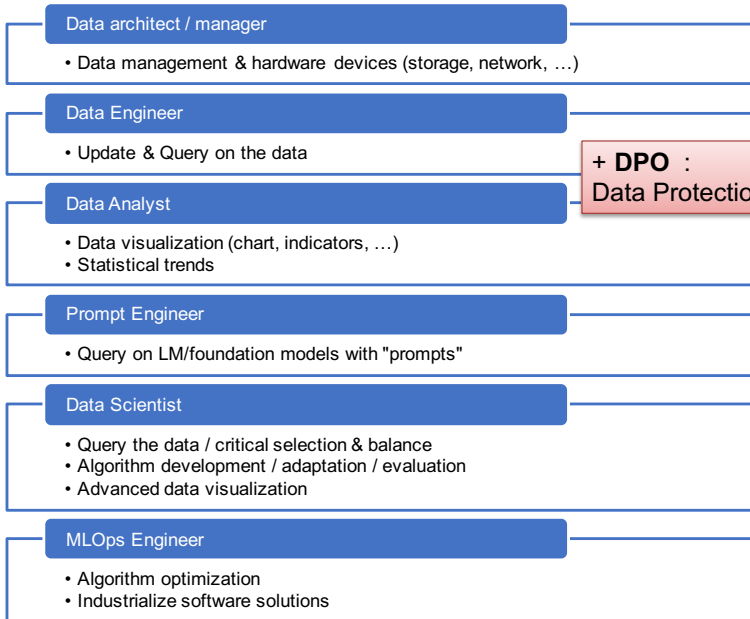 Data architect / manager
• Data management & hardware devices (storage, network, …)
Data Engineer
• Update & Query on the data
+ DPO :
Data Protectio
Data Analyst
• Data visualization (chart, indicators, …)
• Statistical trends
Prompt Engineer
• Query on LM/foundation models with "prompts"
Data Scientist
• Query the data / critical selection & balance
• Algorithm development / adaptation / evaluation
• Advanced data visualization
MLOps Engineer
• Algorithm optimization
• Industrialize software solutions